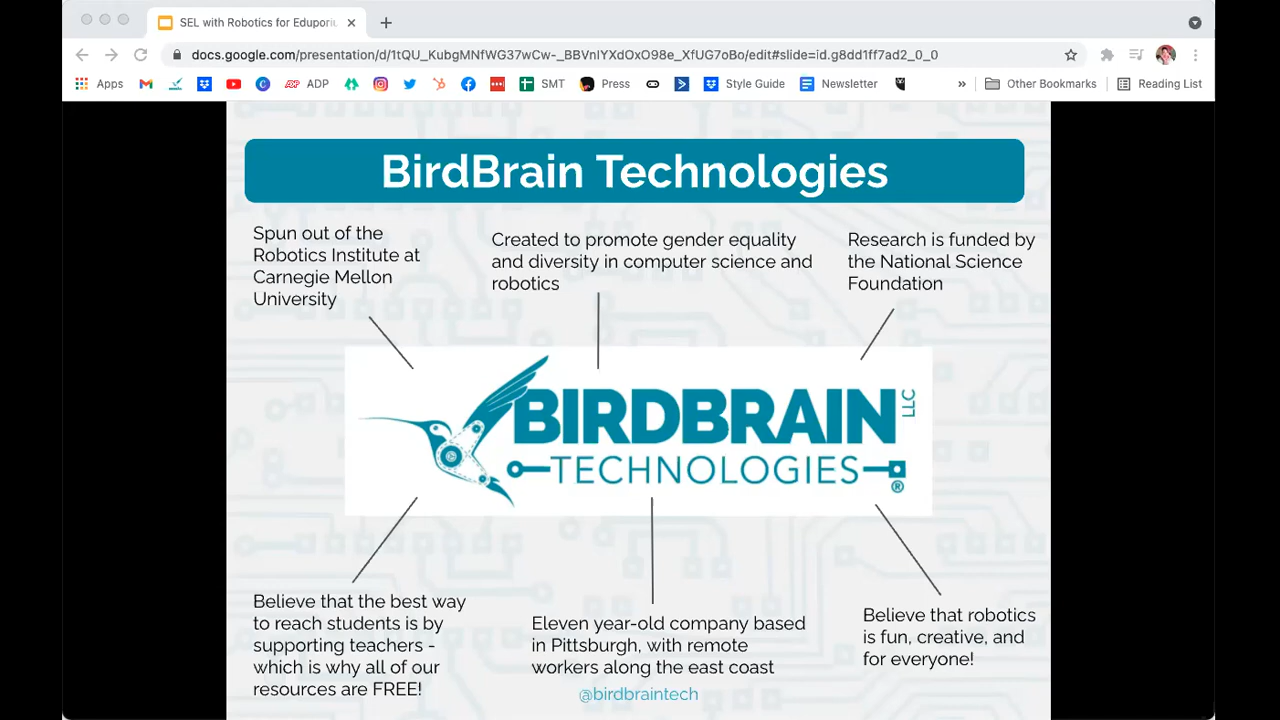 SEL with Robotics for Eduporiu
docs.google.com/presentation/d/1tQU_KubgMNfWG37wCw-_BBVnlYXdOxO98e_XfUG7oBo/edit#slide=id.g8dd1ff7ad2_0_0
Apps ADP SMT Press Style Guide Newsletter » Other Bookmarks Reading List
BirdBrain Technologies
Spun out of the
Robotics Institute at
Carnegie Mellon
University
Created to promote gender equality
and diversity in computer science and
robotics
Research is funded by
the National Science
Foundation
BIRDBRAIN LLC
TECHNOLOGIES ®
Believe that the best way
to reach students is by
supporting teachers -
which is why all of our
resources are FREE!
Eleven year-old company based
in Pittsburgh, with remote
workers along the east coast
@birdbraintech
Believe that robotics
is fun, creative, and
for everyone!